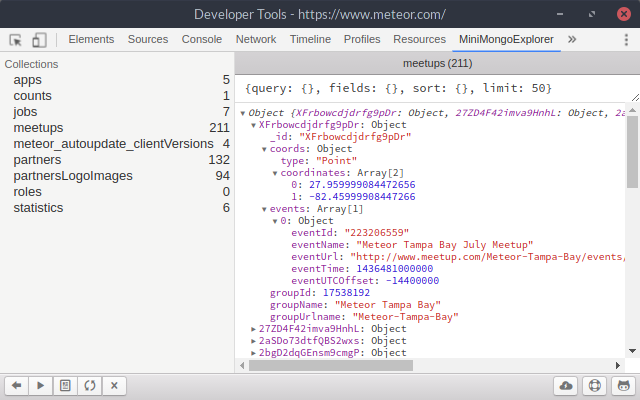 Developer Tools - https://www.meteor.com/
Elements Sources Console Network Timeline Profiles Resources MiniMongoExplorer »
Collections
apps 5
counts 1
jobs 7
meetups 211
meteor_autoupdate_clientVersions 4
partners 132
partnersLogoImages 94
roles 0
statistics 6
meetups (211)
{query: {}, fields: {}, sort: {}, limit: 50}
Object {XFrbowcdjdrfg9pDr: Object, 27ZD4F42imva9HnhL: Object, 2a
XFrbowcdjdrfg9pDr: Object
_id: "XFrbowcdjdrfg9pDr"
coords: Object
type: "Point"
coordinates: Array[2]
0: 27.959999084472656
1: -82.45999908447266
events: Array[1]
0: Object
eventId: "223206559"
eventName: "Meteor Tampa Bay July Meetup"
eventUrl: "http://www.meetup.com/Meteor-Tampa-Bay/events/
eventTime: 1436481000000
eventUTCOffset: -14400000
groupId: 17538192
groupName: "Meteor Tampa Bay"
groupUrlname: "Meteor-Tampa-Bay"
27ZD4F42imva9HnhL: Object
2aSDo73dtfQBS2wxs: Object
2bgD2dqGEnsm9cmgP: Object